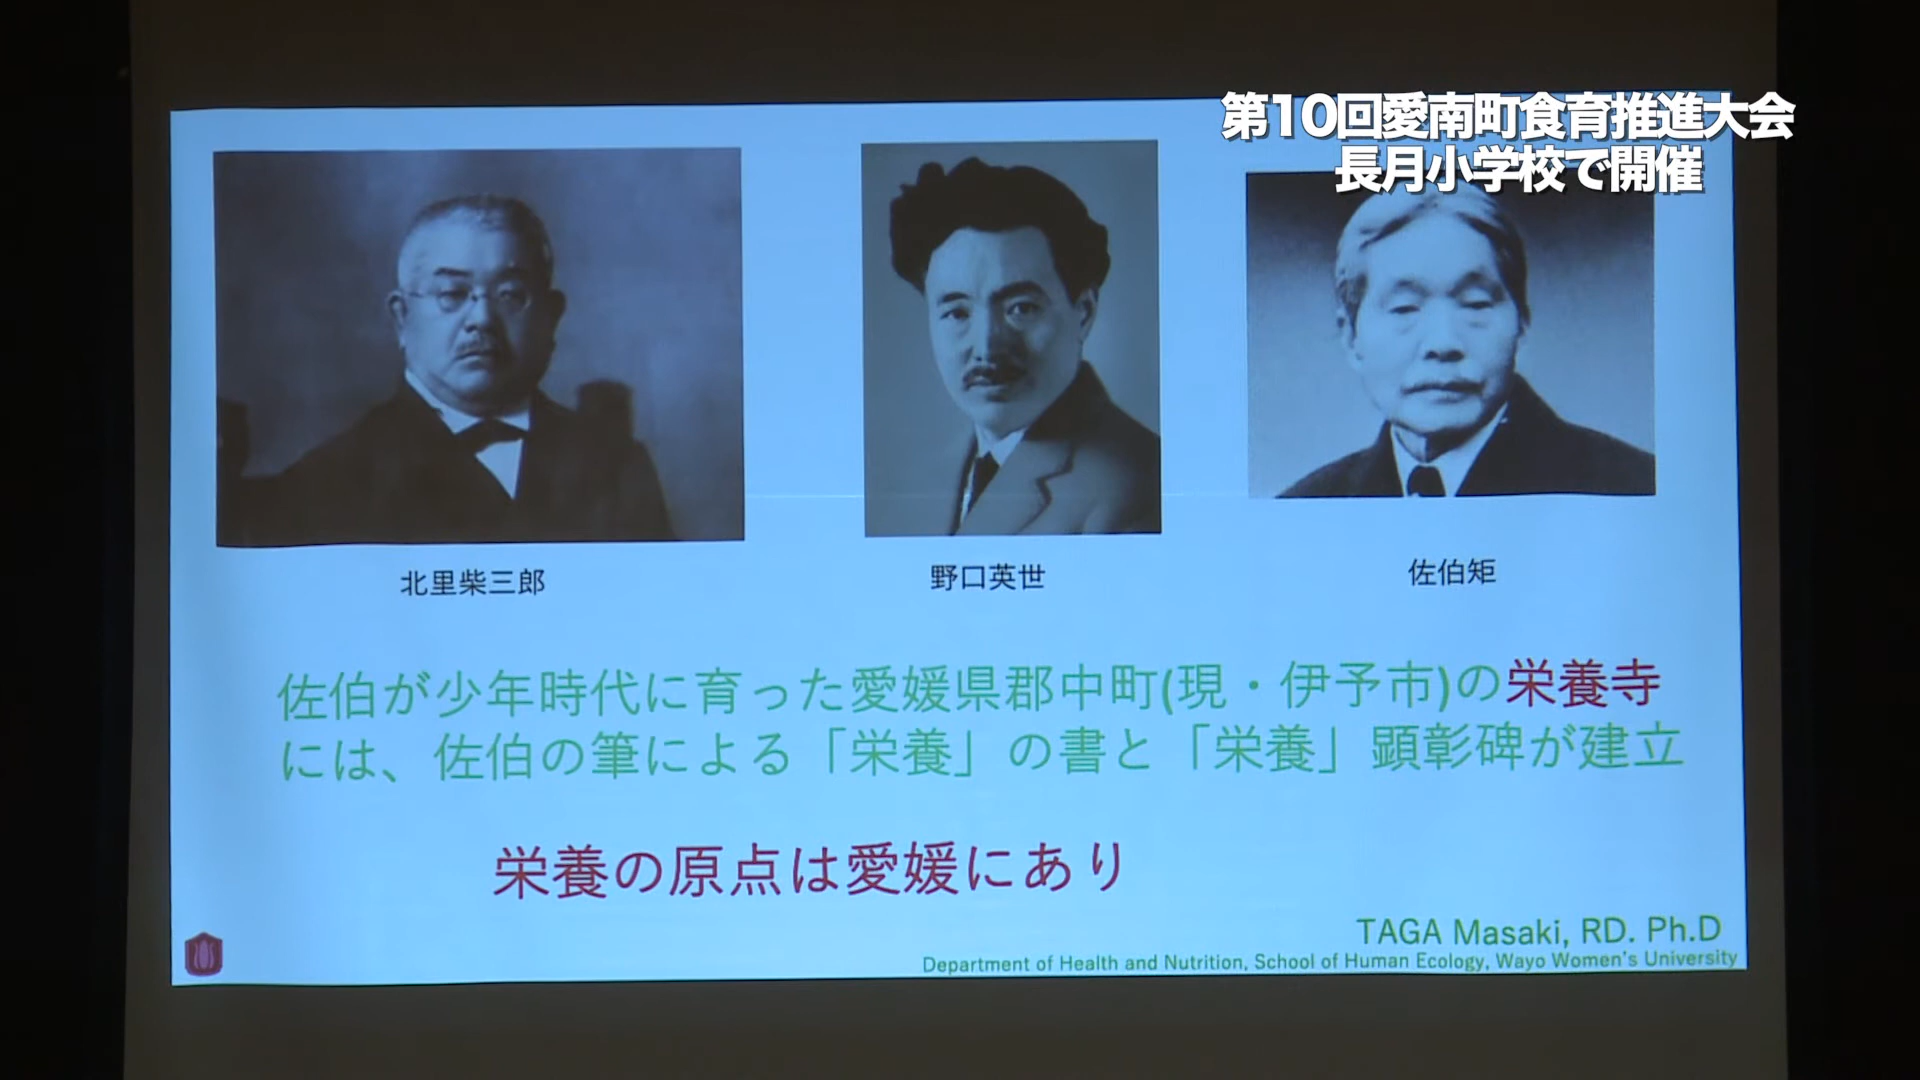 第10回愛南町食育推進大会
長月小学校で開催
北里柴三郎
野口英世
佐伯矩
佐伯が少年時代に育った愛媛県郡中町(現・伊予市)の栄養寺
には、佐伯の筆による「栄養」の書と「栄養」顕彰碑が建立
栄養の原点は愛媛にあり
TAGA Masaki, RD. Ph.D
Department of Health and Nutrition, School of Human Ecology, Wayo Women's University